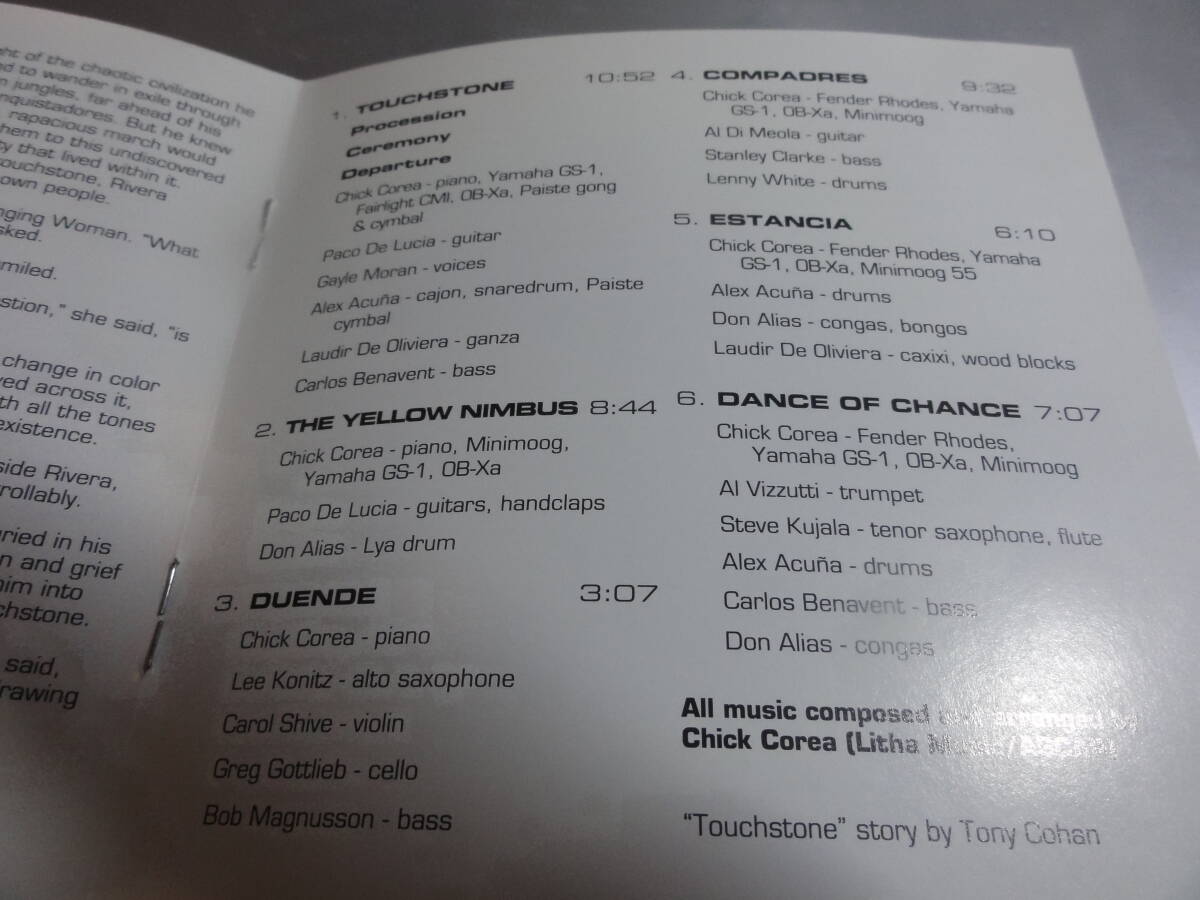 ght of the chaotic civilization he
ed to wander in exile through
n jungles, far ahead of his
nquistadores. But he knew
rapacious march would
hem to this undiscovered
ty that lived within it.
ouchstone, Rivera
own people.
nging Woman. "What
sked.
miled.
stion," she said, "is
change in color
ved across it,
th all the tones
existence.
side Rivera,
rollably.
uried in his
n and grief
him into
chstone.
said,
rawing
1. TOUCHSTONE 10:52
Procession
Ceremony
Departure
Chick Corea - piano, Yamaha GS-1,
Fairlight CMI, OB-Xa, Paiste gong
& cymbal
Paco De Lucia - guitar
Gayle Moran - voices
Alex Acuña - cajon, snaredrum, Paiste
cymbal
Laudir De Oliviera - ganza
Carlos Benavent - bass
2. THE YELLOW NIMBUS 8:44
Chick Corea - piano, Minimoog,
Yamaha GS-1, OB-Xa
Paco De Lucia - guitars, handclaps
Don Alias - Lya drum
3. DUENDE 3:07
Chick Corea - piano
Lee Konitz - alto saxophone
Carol Shive - violin
Greg Gottlieb - cello
Bob Magnusson - bass
4. COMPADRES 9:32
Chick Corea - Fender Rhodes, Yamaha
GS-1, OB-Xa, Minimoog
Al Di Meola - guitar
Stanley Clarke - bass
Lenny White - drums
5. ESTANCIA 6:10
Chick Corea - Fender Rhodes, Yamaha
GS-1, OB-Xa, Minimoog 55
Alex Acuña - drums
Don Alias - congas, bongos
Laudir De Oliviera - caxixi, wood blocks
6. DANCE OF CHANCE 7:07
Chick Corea - Fender Rhodes,
Yamaha GS-1, OB-Xa, Minimoog
Al Vizzutti - trumpet
Steve Kujala - tenor saxophone, flute
Alex Acuña - drums
Carlos Benavent - bass
Don Alias - congas
All music composed and arranged by
Chick Corea (Litha Music/
"Touchstone" story by Tony Cohan